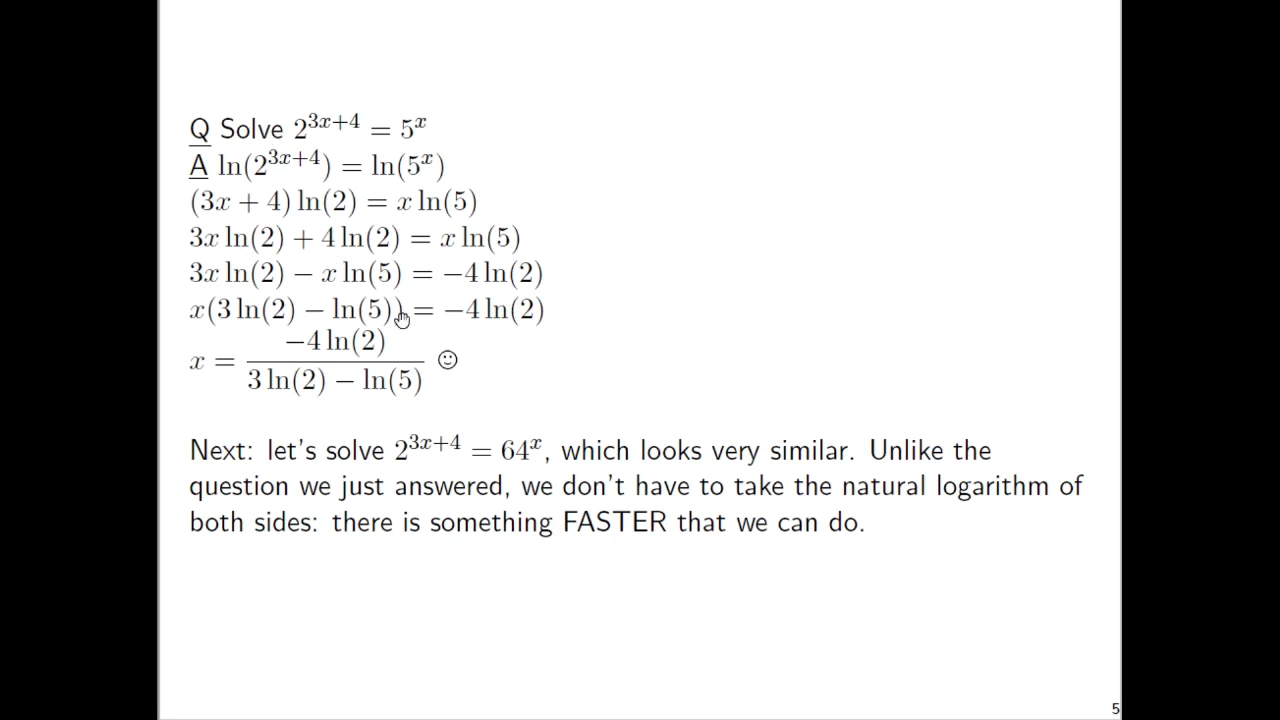 Q Solve 2^{3x+4} = 5^x
A ln(2^{3x+4}) = ln(5^x)
(3x + 4) ln(2) = x ln(5)
3x ln(2) + 4 ln(2) = x ln(5)
3x ln(2) − x ln(5) = −4 ln(2)
x(3 ln(2) − ln(5)) = −4 ln(2)
x = \frac{−4 ln(2)}{3 ln(2) − ln(5)} ☺
Next: let's solve 2^{3x+4} = 64^x, which looks very similar. Unlike the
question we just answered, we don't have to take the natural logarithm of
both sides: there is something FASTER that we can do.
5